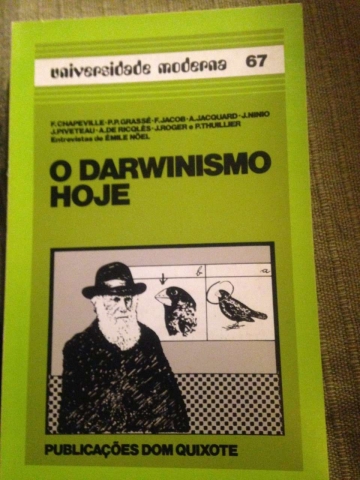 universidade moderna 67
F. CHAPEVILLE-P.P. GRASSÉ-F. JACOB-A. JACQUARD-J. NINIO
J. PIVETEAU-A. DE RICQLÈS-J. ROGER e P. THUILLIER
Entrevistas de ÉMILE NÖEL
O DARWINISMO
HOJE
b a
PUBLICAÇÕES DOM QUIXOTE